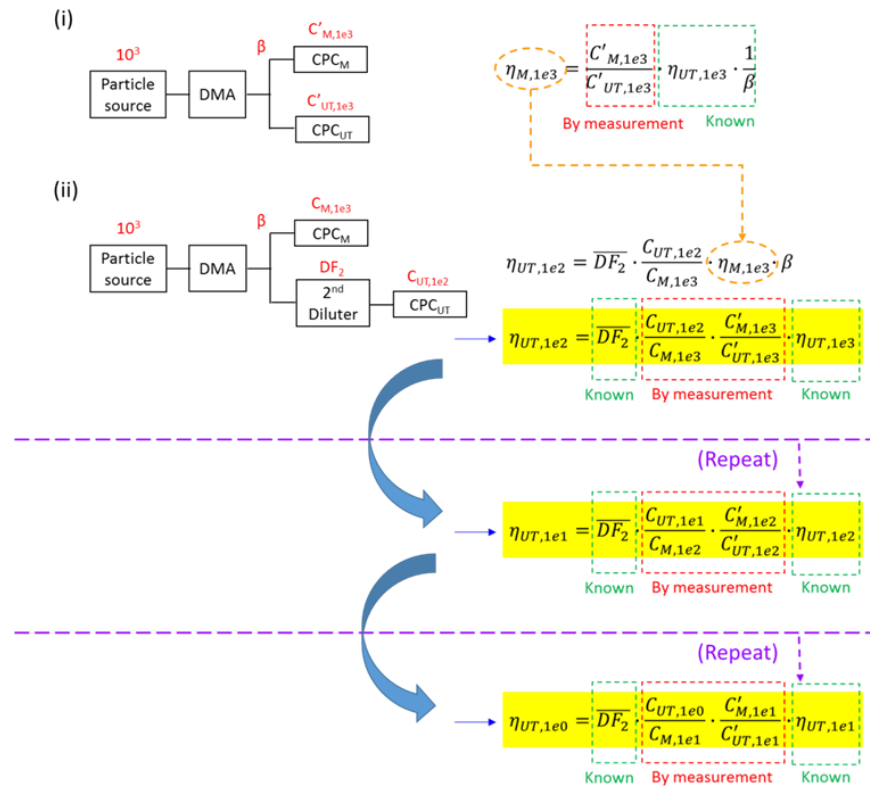 (i)
10³
β
C'M,1e3
Particle source
DMA
CPCM
C'UT,1e3
CPCUT
ηM,1e3 = C'M,1e3 / C'UT,1e3 · ηUT,1e3 · 1/β
By measurement
Known
(ii)
10³
β
CM,1e3
Particle source
DMA
CPCM
DF₂
2nd Diluter
CUT,1e2
CPCUT
ηUT,1e2 = DF₂ · CUT,1e2 / CM,1e3 · ηM,1e3 · β
ηUT,1e2 = DF₂ · CUT,1e2 / CM,1e3 · C'M,1e3 / C'UT,1e3 · ηUT,1e3
Known
By measurement
Known
(Repeat)
ηUT,1e1 = DF₂ · CUT,1e1 / CM,1e2 · C'M,1e2 / C'UT,1e2 · ηUT,1e2
Known
By measurement
Known
(Repeat)
ηUT,1e0 = DF₂ · CUT,1e0 / CM,1e1 · C'M,1e1 / C'UT,1e1 · ηUT,1e1
Known
By measurement
Known